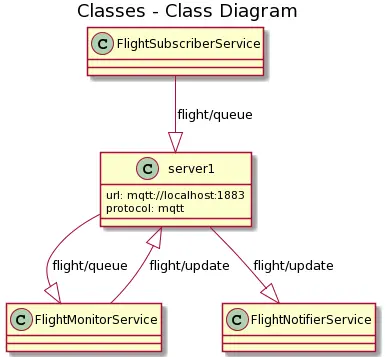 Classes - Class Diagram
C FlightSubscriberService
flight/queue
C server1
url: mqtt://localhost:1883
protocol: mqtt
flight/queue
flight/update
flight/update
C FlightMonitorService
C FlightNotifierService